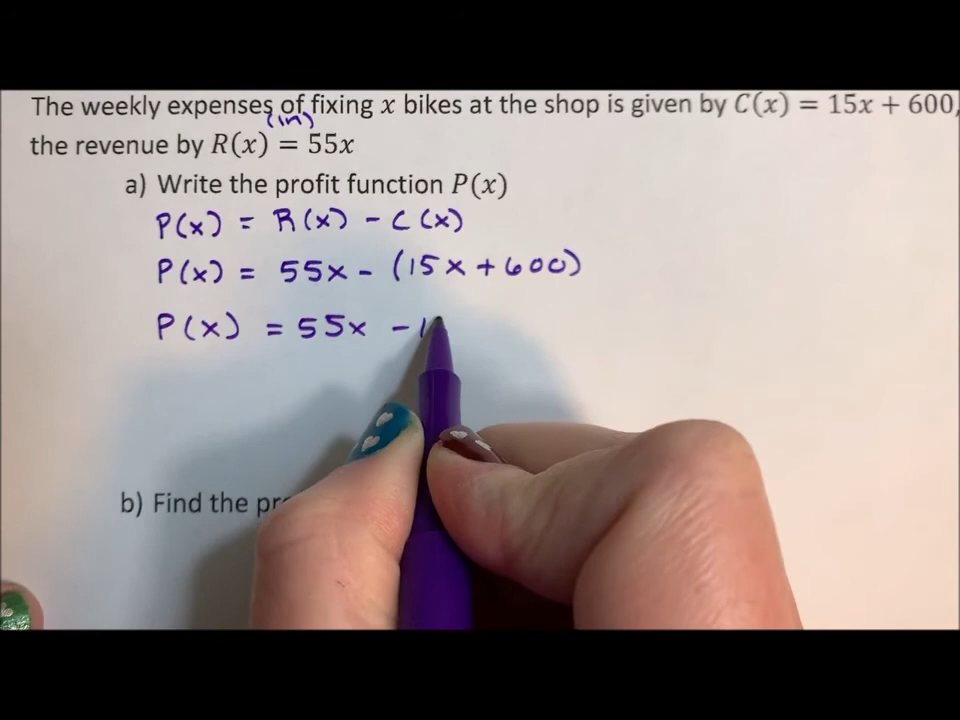 The weekly expenses of fixing x bikes at the shop is given by C(x) = 15x + 600,
(in)
the revenue by R(x) = 55x
a) Write the profit function P(x)
P(x) = R(x) - C(x)
P(x) = 55x - (15x + 600)
P(x) = 55x - 1
b) Find the